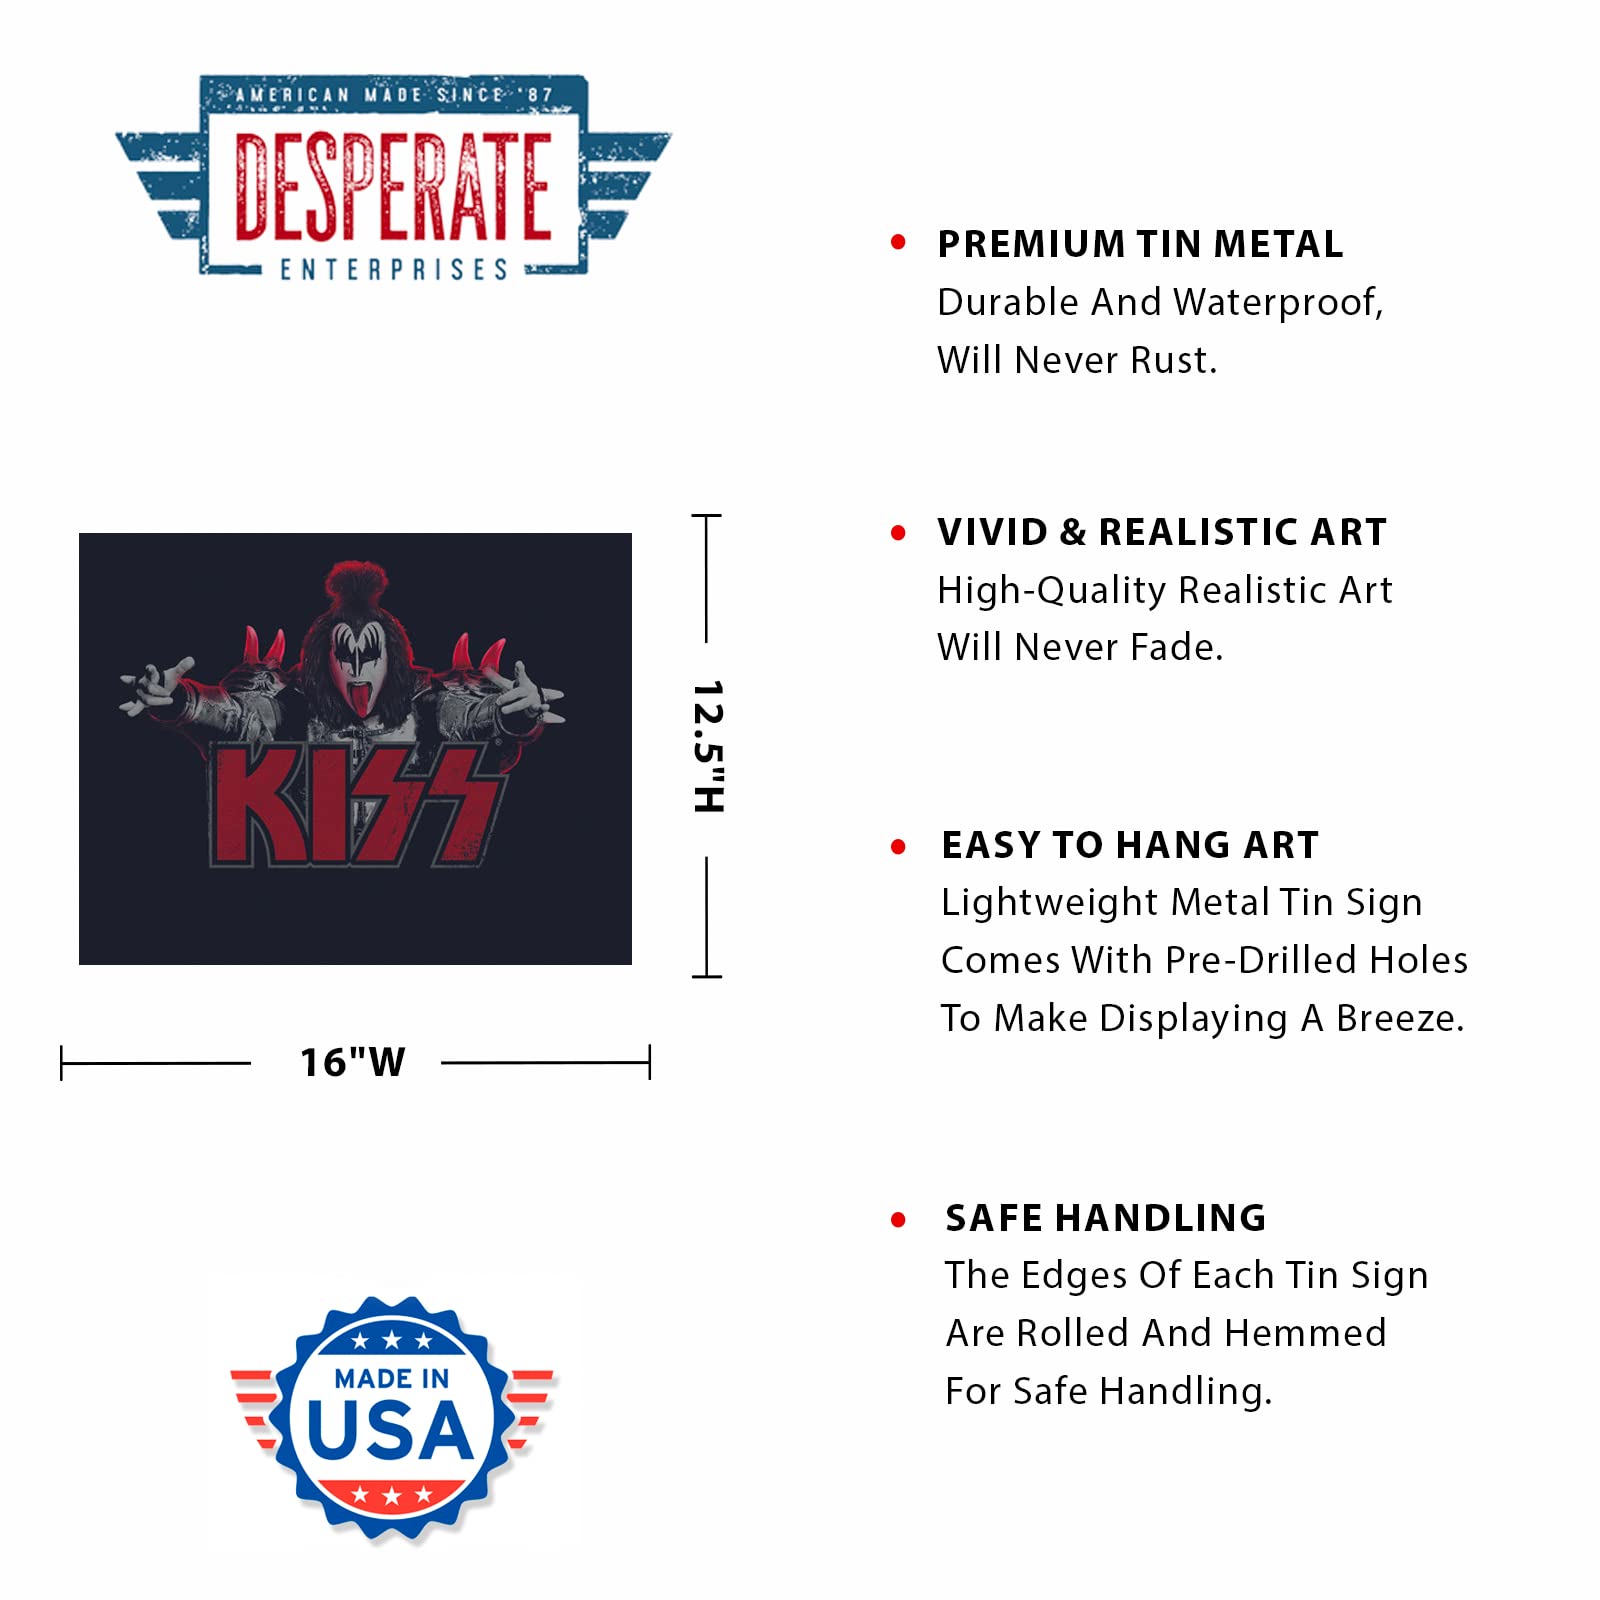 AMERICAN MADE SINCE '87
DESPERATE
ENTERPRISES
KISS
®
12.5"H
16"W
MADE IN
USA
• PREMIUM TIN METAL
Durable And Waterproof,
Will Never Rust.
• VIVID & REALISTIC ART
High-Quality Realistic Art
Will Never Fade.
• EASY TO HANG ART
Lightweight Metal Tin Sign
Comes With Pre-Drilled Holes
To Make Displaying A Breeze.
• SAFE HANDLING
The Edges Of Each Tin Sign
Are Rolled And Hemmed
For Safe Handling.